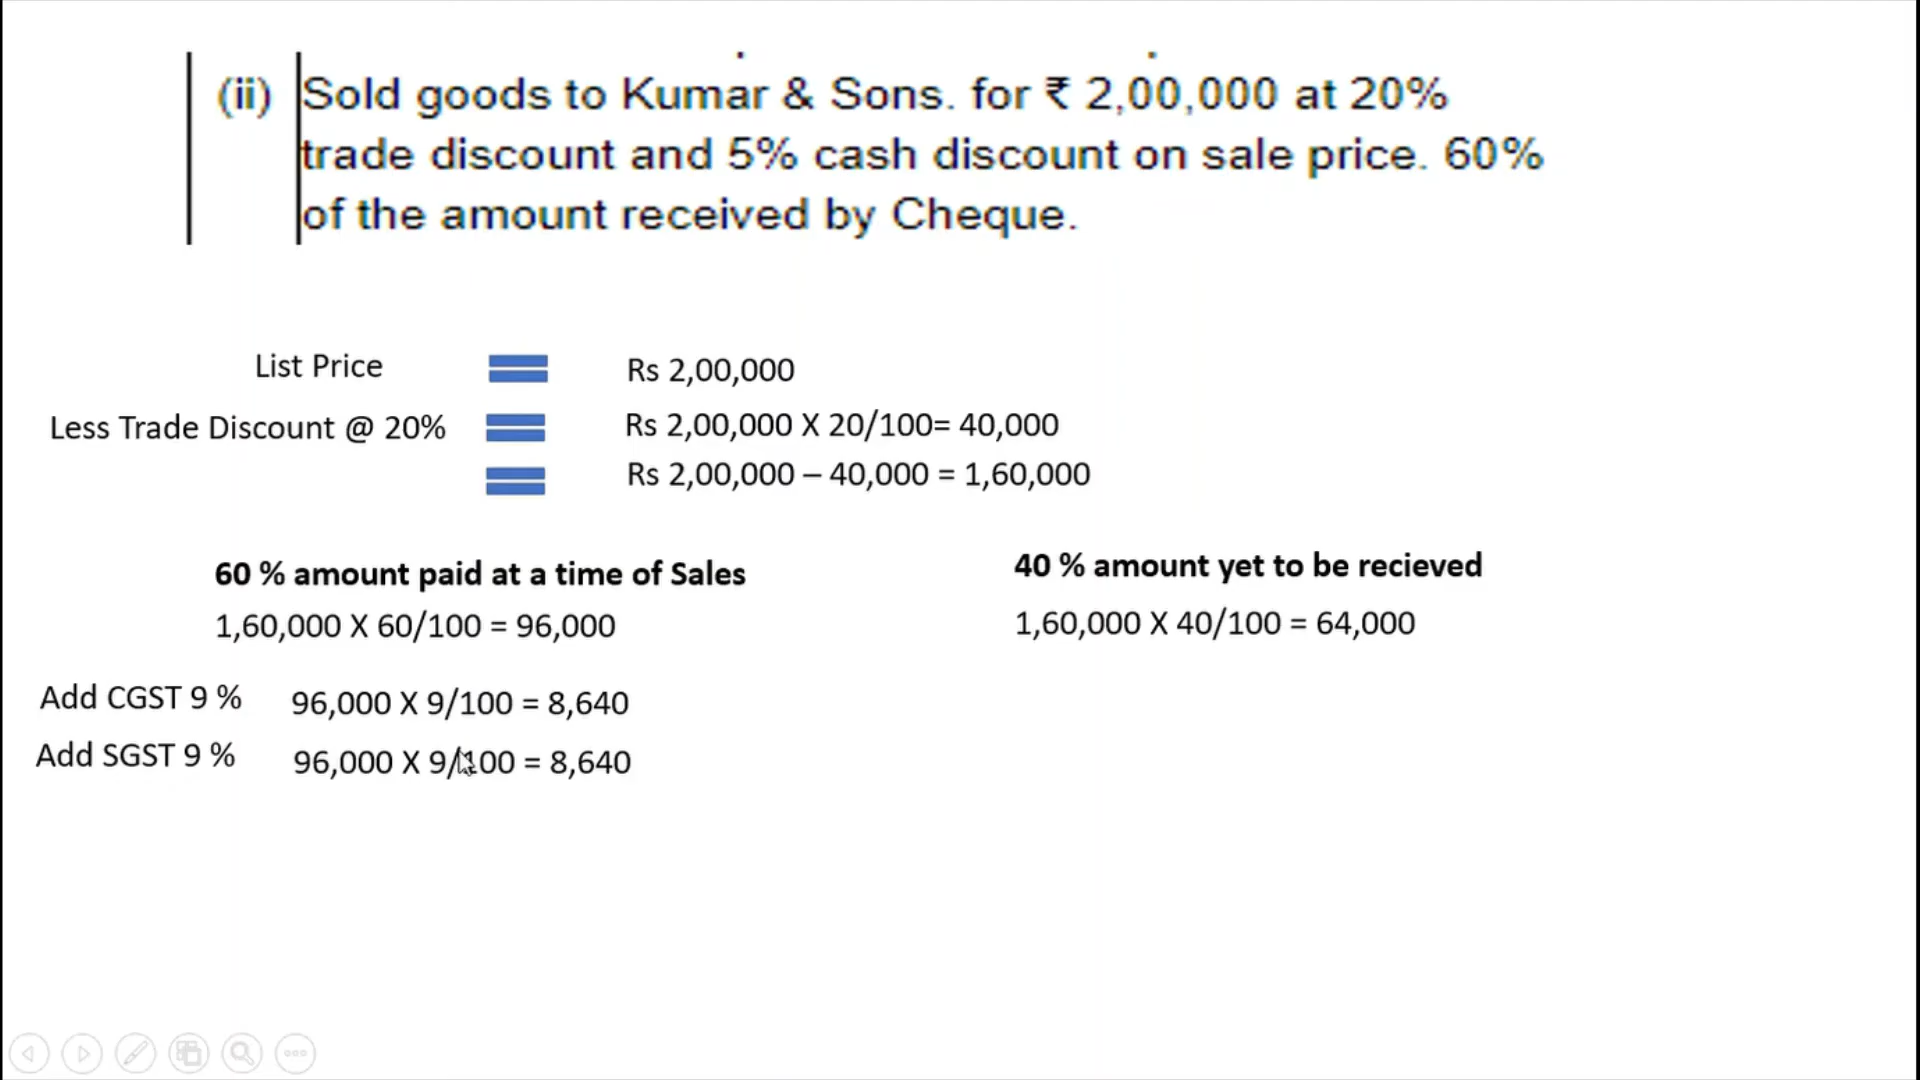 (ii) Sold goods to Kumar & Sons. for ₹ 2,00,000 at 20%
trade discount and 5% cash discount on sale price. 60%
of the amount received by Cheque.
List Price Rs 2,00,000
Less Trade Discount @ 20% Rs 2,00,000 X 20/100= 40,000
Rs 2,00,000 – 40,000 = 1,60,000
60 % amount paid at a time of Sales
1,60,000 X 60/100 = 96,000
Add CGST 9 % 96,000 X 9/100 = 8,640
Add SGST 9 % 96,000 X 9/100 = 8,640
40 % amount yet to be recieved
1,60,000 X 40/100 = 64,000